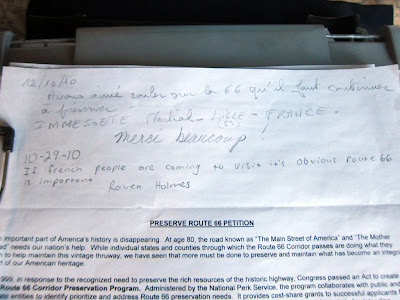 12/10/10
Avons aimé rouler sur la 66 qu'il faut continuer
à préserver.
IMMESOETE Martial - LILLE - FRANCE -
(59)
Merci beaucoup !
10-29-10
If french people are coming to visit it's obvious route 66
is important Raven Holmes
PRESERVE ROUTE 66 PETITION
important part of America's history is disappearing. At age 80, the road known as "The Main Street of America" and "The Mother
ad" needs our nation's help. While individual states and counties through which the Route 66 Corridor passes are doing what they
n to help maintain this vintage thruway, we have seen that more must be done to preserve and maintain what has become an integral
rt of our American heritage.
1999, in response to the recognized need to preserve the rich resources of the historic highway, Congress passed an Act to create
66 Corridor Preservation Program. Administered by the National Park Service, the program collaborates with public and
te entities to identify prioritize and address Route 66 preservation needs. It provides cost-share grants to successful applicants